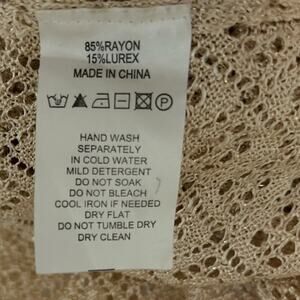 85%RAYON
15%LUREX
MADE IN CHINA
HAND WASH
SEPARATELY
IN COLD WATER
MILD DETERGENT
DO NOT SOAK
DO NOT BLEACH
COOL IRON IF NEEDED
DRY FLAT
DO NOT TUMBLE DRY
DRY CLEAN